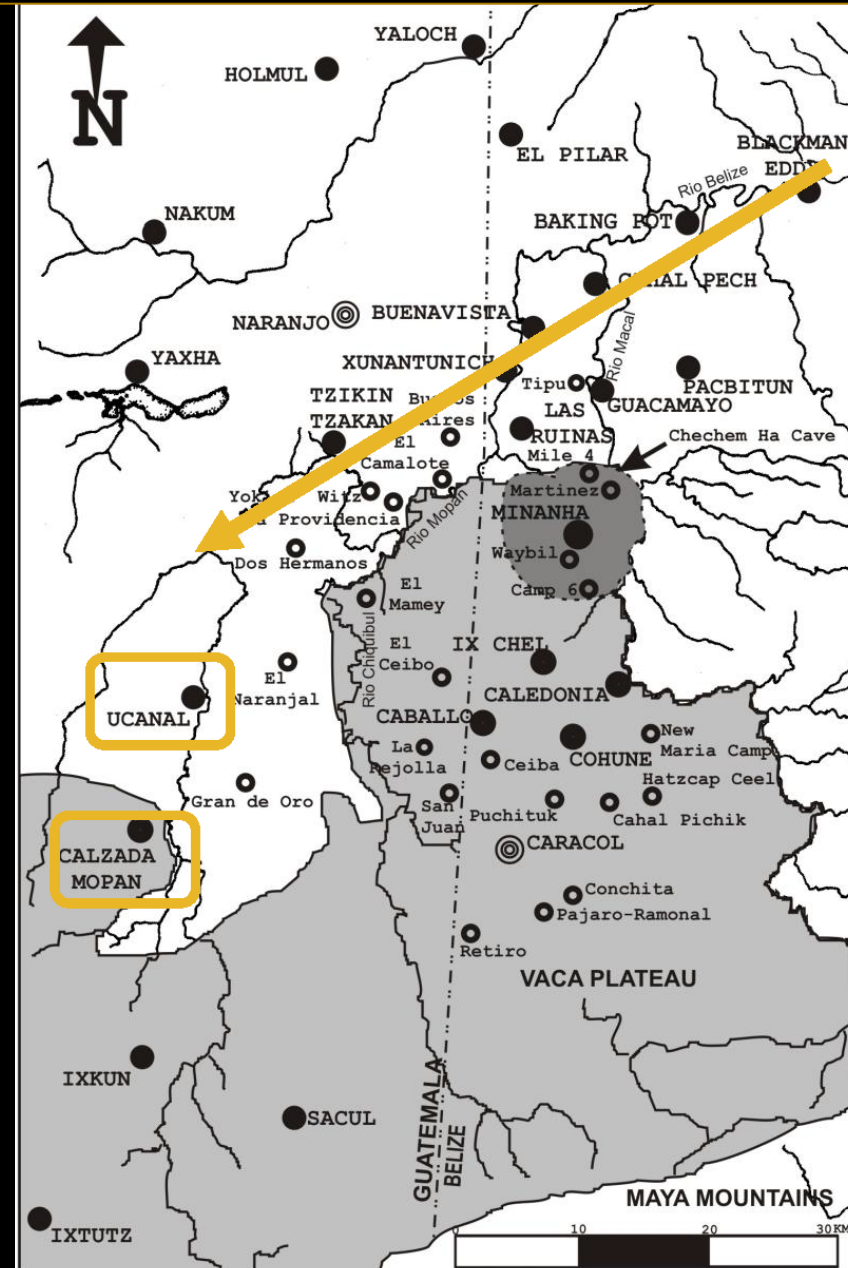 YALOCH
HOLMUL
N
EL PILAR
BLACKMAN
EDDY
Rio Belize
NAKUM
BAKING POT
CAHAL PECH
NARANJO
BUENAVISTA
Rio Macal
YAXHA
XUNANTUNICH
Tipu
PACBITUN
GUACAMAYO
TZIKIN
TZAKAN
Buenos
Aires
LAS
RUINAS
Chechem Ha Cave
El
Camalote
Mile 4
Martinez
Yok
Witz
La Providencia
Rio Mopan
MINANHA
Waybil
Dos Hermanos
Camp 6
El
Mamey
Rio Chiquibul
IX CHEL
El
Ceibo
El
Naranjal
CALEDONIA
UCANAL
CABALLO
New
Maria Camp
La
Rejolla
Ceiba
COHUNE
Hatzcap Ceel
Gran de Oro
San
Juan
Puchituk
Cahal Pichik
CALZADA
MOPAN
CARACOL
Conchita
Pajaro-Ramonal
Retiro
VACA PLATEAU
IXKUN
SACUL
GUATEMALA
BELIZE
MAYA MOUNTAINS
IXTUTZ
0 10 20 30KM